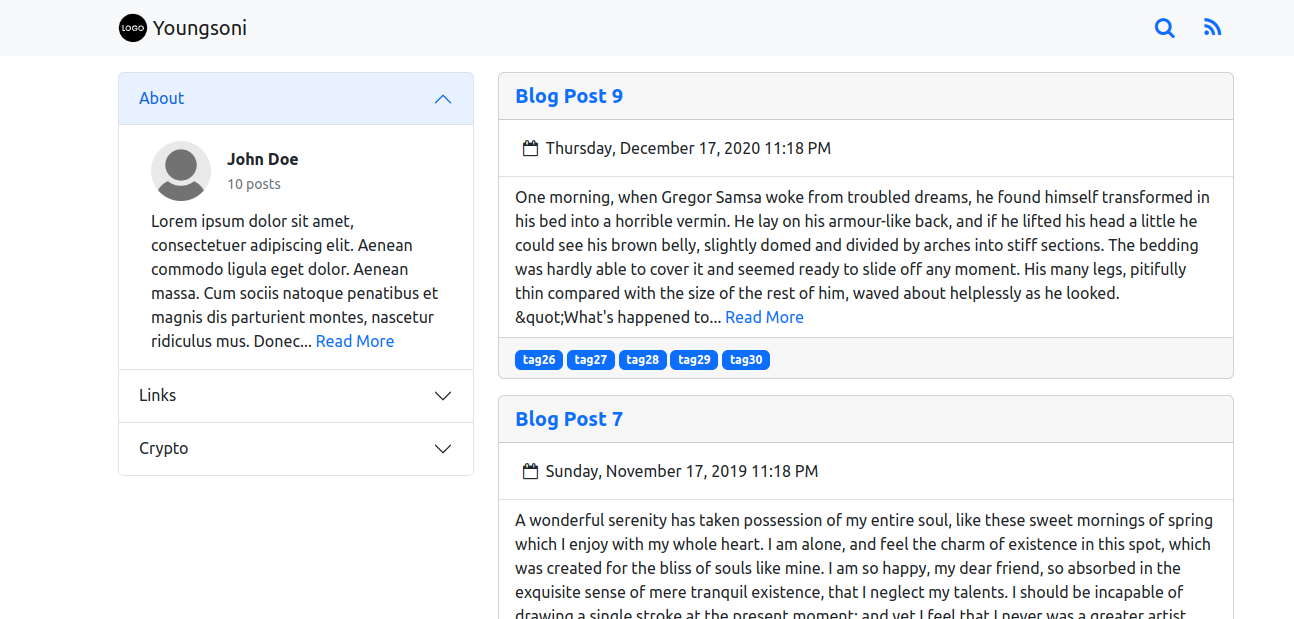 LOGO Youngsoni
About
John Doe
10 posts
Lorem ipsum dolor sit amet,
consectetuer adipiscing elit. Aenean
commodo ligula eget dolor. Aenean
massa. Cum sociis natoque penatibus et
magnis dis parturient montes, nascetur
ridiculus mus. Donec... Read More
Links
Crypto
Blog Post 9
Thursday, December 17, 2020 11:18 PM
One morning, when Gregor Samsa woke from troubled dreams, he found himself transformed in
his bed into a horrible vermin. He lay on his armour-like back, and if he lifted his head a little he
could see his brown belly, slightly domed and divided by arches into stiff sections. The bedding
was hardly able to cover it and seemed ready to slide off any moment. His many legs, pitifully
thin compared with the size of the rest of him, waved about helplessly as he looked.
&quot;What's happened to... Read More
tag26 tag27 tag28 tag29 tag30
Blog Post 7
Sunday, November 17, 2019 11:18 PM
A wonderful serenity has taken possession of my entire soul, like these sweet mornings of spring
which I enjoy with my whole heart. I am alone, and feel the charm of existence in this spot, which
was created for the bliss of souls like mine. I am so happy, my dear friend, so absorbed in the
exquisite sense of mere tranquil existence, that I neglect my talents. I should be incapable of
drawing a single stroke at the present moment; and yet I feel that I never was a greater artist